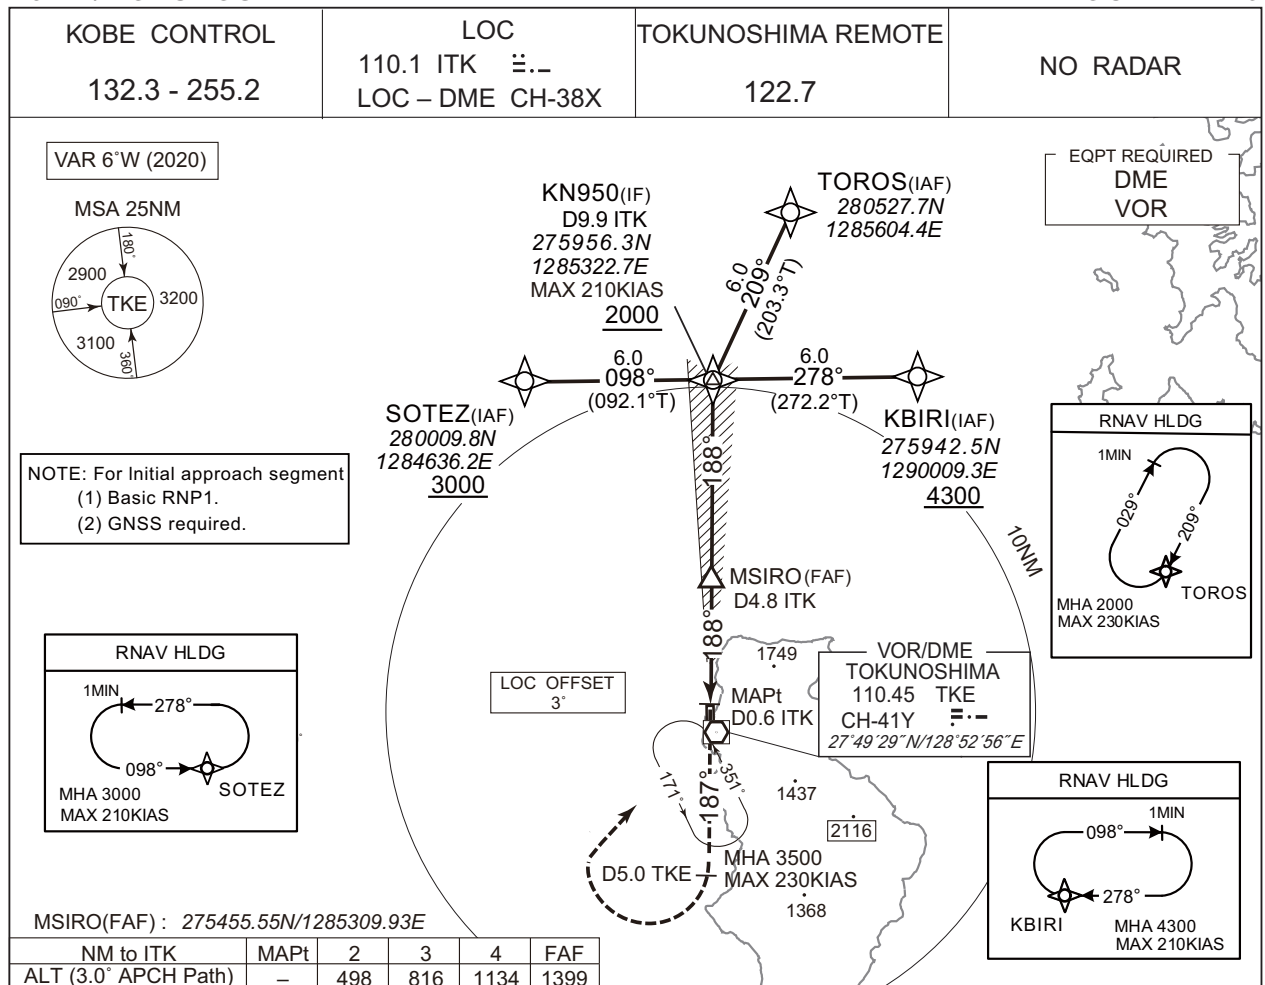 KOBE CONTROL
132.3 - 255.2
LOC
110.1 ITK
LOC – DME CH-38X
TOKUNOSHIMA REMOTE
122.7
NO RADAR
VAR 6°W (2020)
MSA 25NM
180°
2900
090°
TKE
3200
3100
360°
EQPT REQUIRED
DME
VOR
KN950(IF)
D9.9 ITK
275956.3N
1285322.7E
MAX 210KIAS
2000
TOROS(IAF)
280527.7N
1285604.4E
6.0
209°
(203.3°T)
6.0
098°
(092.1°T)
6.0
278°
(272.2°T)
SOTEZ(IAF)
280009.8N
1284636.2E
3000
KBIRI(IAF)
275942.5N
1290009.3E
4300
NOTE: For Initial approach segment
(1) Basic RNP1.
(2) GNSS required.
188°
10NM
RNAV HLDG
1MIN
029°
209°
TOROS
MHA 2000
MAX 230KIAS
MSIRO(FAF)
D4.8 ITK
188°
RNAV HLDG
1MIN
278°
098°
SOTEZ
MHA 3000
MAX 210KIAS
LOC OFFSET
3°
1749
MAPt
D0.6 ITK
VOR/DME
TOKUNOSHIMA
110.45 TKE
CH-41Y
27°49′29″N/128°52′56″E
171°
351°
187°
1437
2116
D5.0 TKE
MHA 3500
MAX 230KIAS
1368
RNAV HLDG
1MIN
098°
278°
KBIRI
MHA 4300
MAX 210KIAS
MSIRO(FAF) : 275455.55N/1285309.93E
NM to ITK MAPt 2 3 4 FAF
ALT (3.0° APCH Path) – 498 816 1134 1399